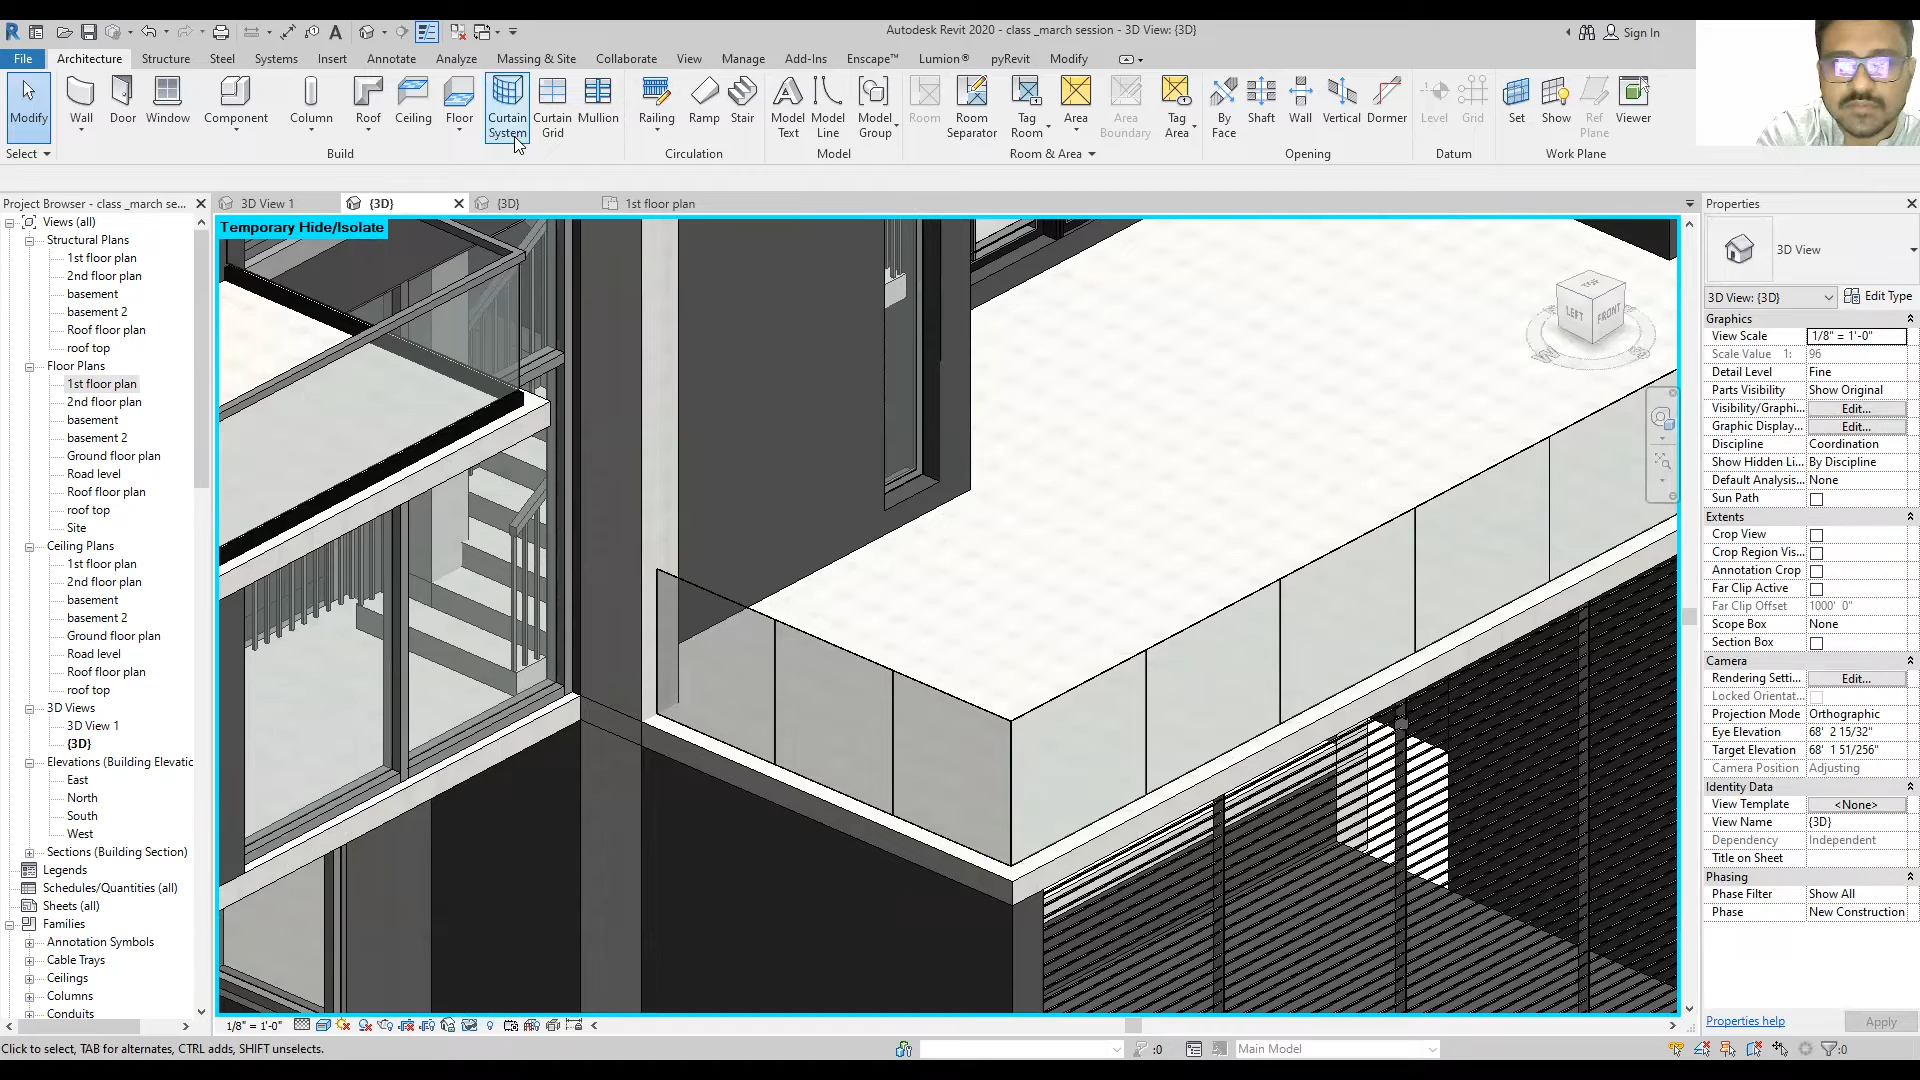 Autodesk Revit 2020 - class _march session - 3D View: {3D}
Sign In
File Architecture Structure Steel Systems Insert Annotate Analyze Massing & Site Collaborate View Manage Add-Ins Enscape™ Lumion® pyRevit Modify
Modify Wall Door Window Component Column Roof Ceiling Floor Curtain System Curtain Grid Mullion Railing Ramp Stair Model Text Model Line Model Group Room Room Separator Tag Room Area Area Boundary Tag Area By Face Shaft Wall Vertical Dormer Level Grid Set Show Ref Plane Viewer
Select Build Circulation Model Room & Area Opening Datum Work Plane
Project Browser - class _march se...
3D View 1
{3D}
{3D}
1st floor plan
Properties
Views (all)
Structural Plans
1st floor plan
2nd floor plan
basement
basement 2
Roof floor plan
roof top
Floor Plans
1st floor plan
2nd floor plan
basement
basement 2
Ground floor plan
Road level
Roof floor plan
roof top
Site
Ceiling Plans
1st floor plan
2nd floor plan
basement
basement 2
Ground floor plan
Road level
Roof floor plan
roof top
3D Views
3D View 1
{3D}
Elevations (Building Elevatic
East
North
South
West
Sections (Building Section)
Legends
Schedules/Quantities (all)
Sheets (all)
Families
Annotation Symbols
Cable Trays
Ceilings
Columns
Conduits
Temporary Hide/Isolate
TOP
LEFT
FRONT
3D View
3D View: {3D} Edit Type
Graphics
View Scale 1/8" = 1'-0"
Scale Value 1: 96
Detail Level Fine
Parts Visibility Show Original
Visibility/Graphi... Edit...
Graphic Display... Edit...
Discipline Coordination
Show Hidden Li... By Discipline
Default Analysis... None
Sun Path
Extents
Crop View
Crop Region Vis...
Annotation Crop
Far Clip Active
Far Clip Offset 1000' 0"
Scope Box None
Section Box
Camera
Rendering Setti... Edit...
Locked Orientat...
Projection Mode Orthographic
Eye Elevation 68' 2 15/32"
Target Elevation 68' 1 51/256"
Camera Position Adjusting
Identity Data
View Template <None>
View Name {3D}
Dependency Independent
Title on Sheet
Phasing
Phase Filter Show All
Phase New Construction
Properties help Apply
1/8" = 1'-0"
Click to select, TAB for alternates, CTRL adds, SHIFT unselects.
:0
Main Model
:0